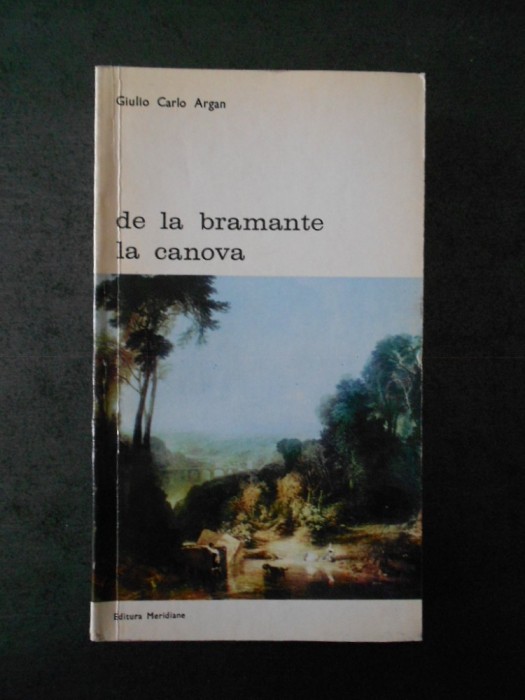 Giulio Carlo Argan
de la bramante
la canova
Editura Meridiane